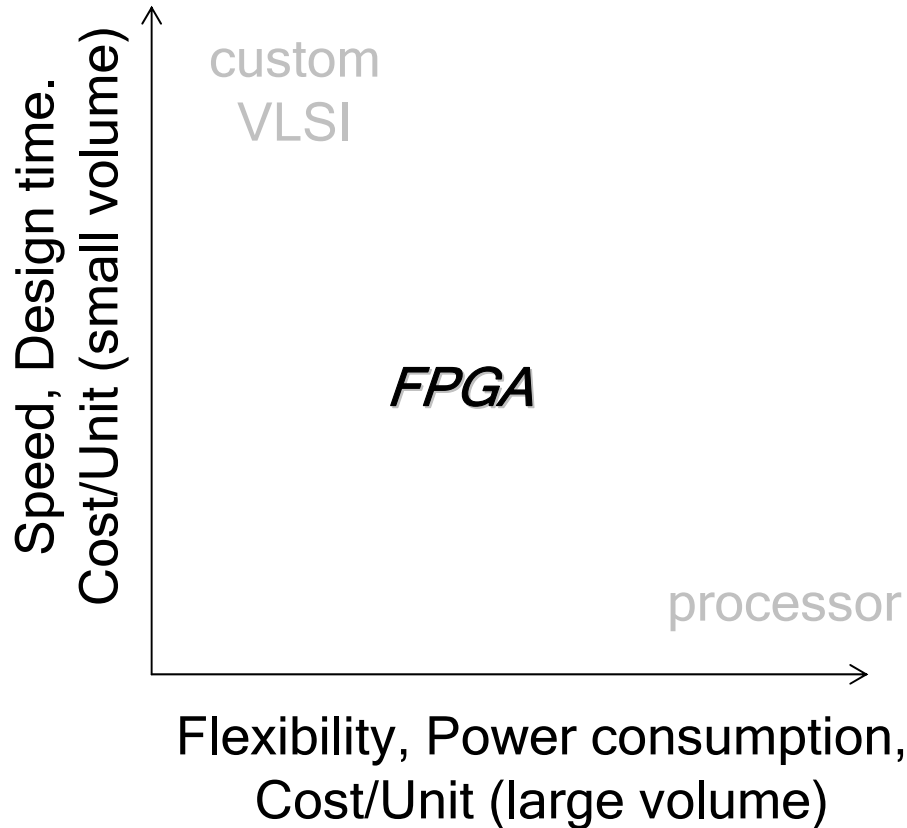 custom
VLSI
Speed, Design time.
Cost/Unit (small volume)
FPGA
processor
Flexibility, Power consumption,
Cost/Unit (large volume)